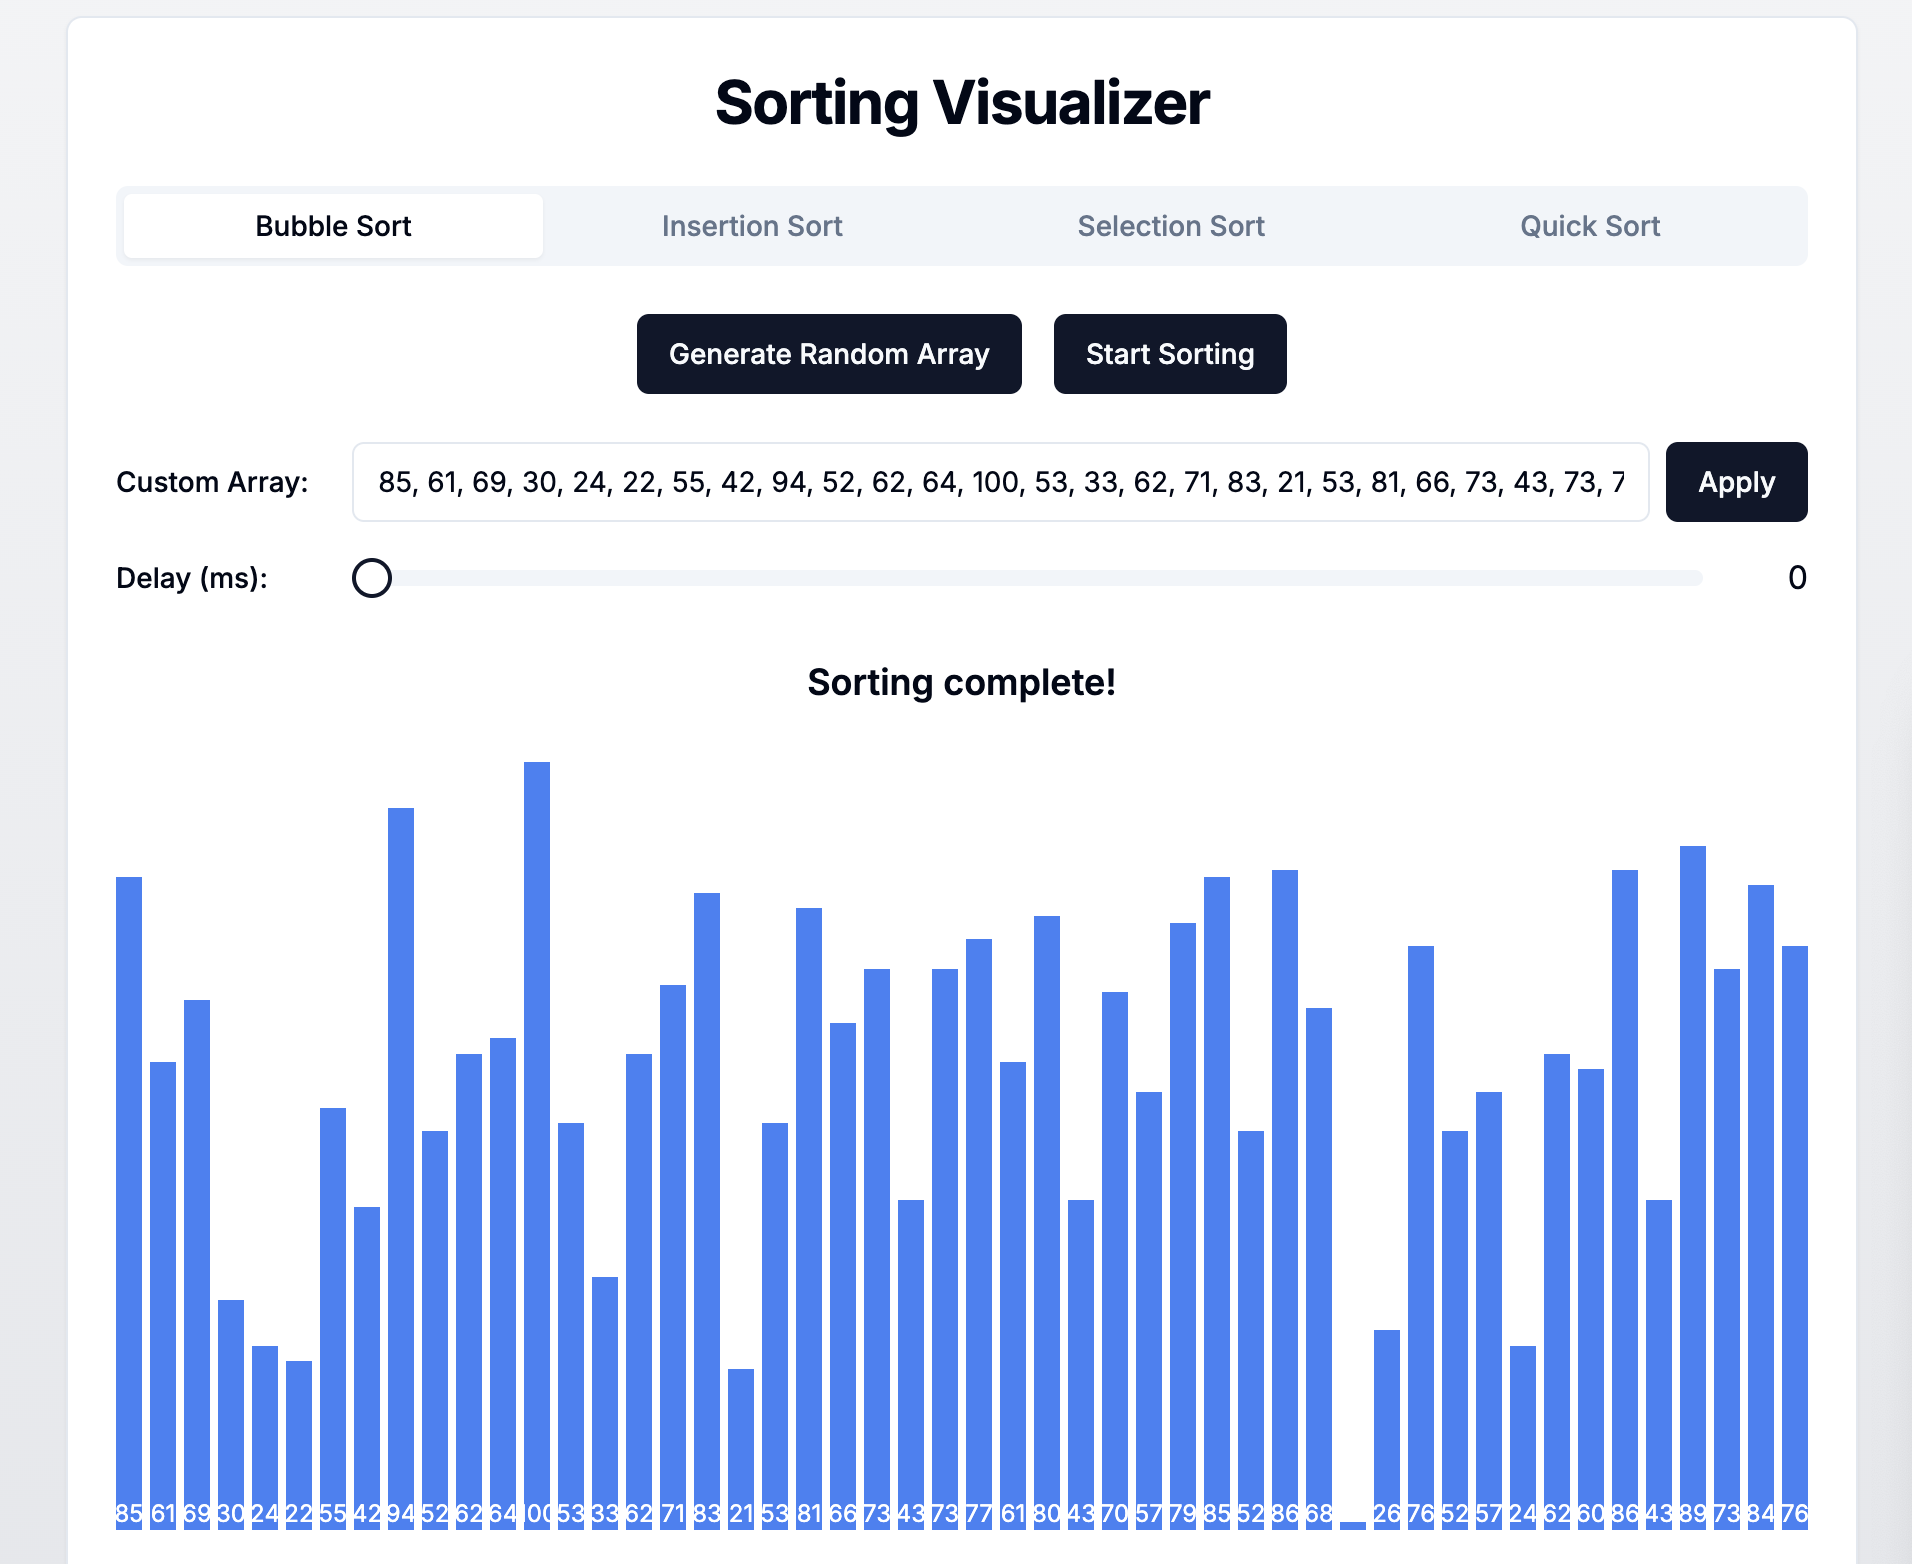 Sorting Visualizer
Bubble Sort Insertion Sort Selection Sort Quick Sort
Generate Random Array Start Sorting
Custom Array: 85, 61, 69, 30, 24, 22, 55, 42, 94, 52, 62, 64, 100, 53, 33, 62, 71, 83, 21, 53, 81, 66, 73, 43, 73, 7 Apply
Delay (ms): 0
Sorting complete!
85 61 69 30 24 22 55 42 94 52 62 64 100 53 33 62 71 83 21 53 81 66 73 43 73 77 61 80 43 70 57 79 85 52 86 68 26 76 52 57 24 62 60 86 43 89 73 84 76